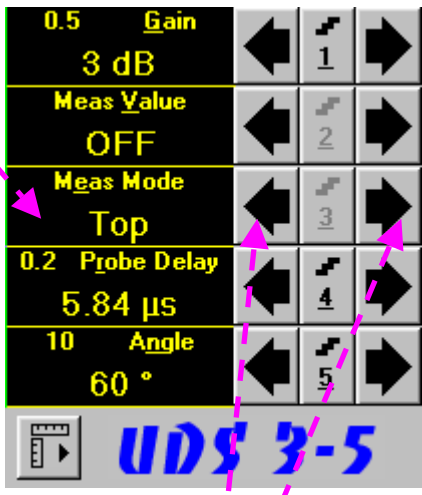 0.5 Gain
3 dB
1
Meas Value
OFF
2
Meas Mode
Top
3
0.2 Probe Delay
5.84 µs
4
10 Angle
60 °
5
UDS 3-5